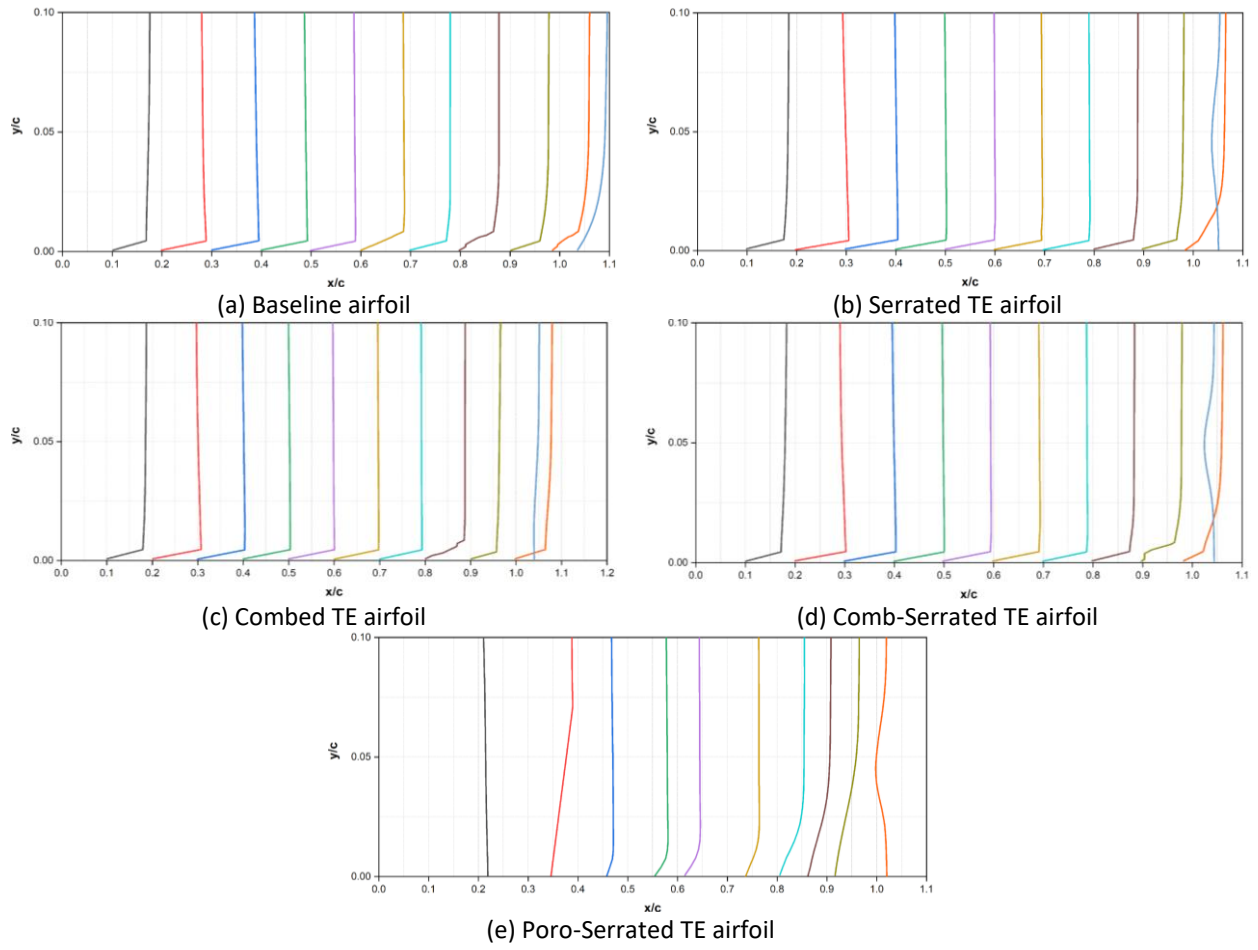 0.10
0.05
0.00
y/c
0.0 0.1 0.2 0.3 0.4 0.5 0.6 0.7 0.8 0.9 1.0 1.1
x/c
(a) Baseline airfoil
0.10
0.05
0.00
y/c
0.0 0.1 0.2 0.3 0.4 0.5 0.6 0.7 0.8 0.9 1.0 1.1
x/c
(b) Serrated TE airfoil
0.10
0.05
0.00
y/c
0.0 0.1 0.2 0.3 0.4 0.5 0.6 0.7 0.8 0.9 1.0 1.1 1.2
x/c
(c) Combed TE airfoil
0.10
0.05
0.00
y/c
0.0 0.1 0.2 0.3 0.4 0.5 0.6 0.7 0.8 0.9 1.0 1.1
x/c
(d) Comb-Serrated TE airfoil
0.10
0.05
0.00
y/c
0.0 0.1 0.2 0.3 0.4 0.5 0.6 0.7 0.8 0.9 1.0 1.1
x/c
(e) Poro-Serrated TE airfoil